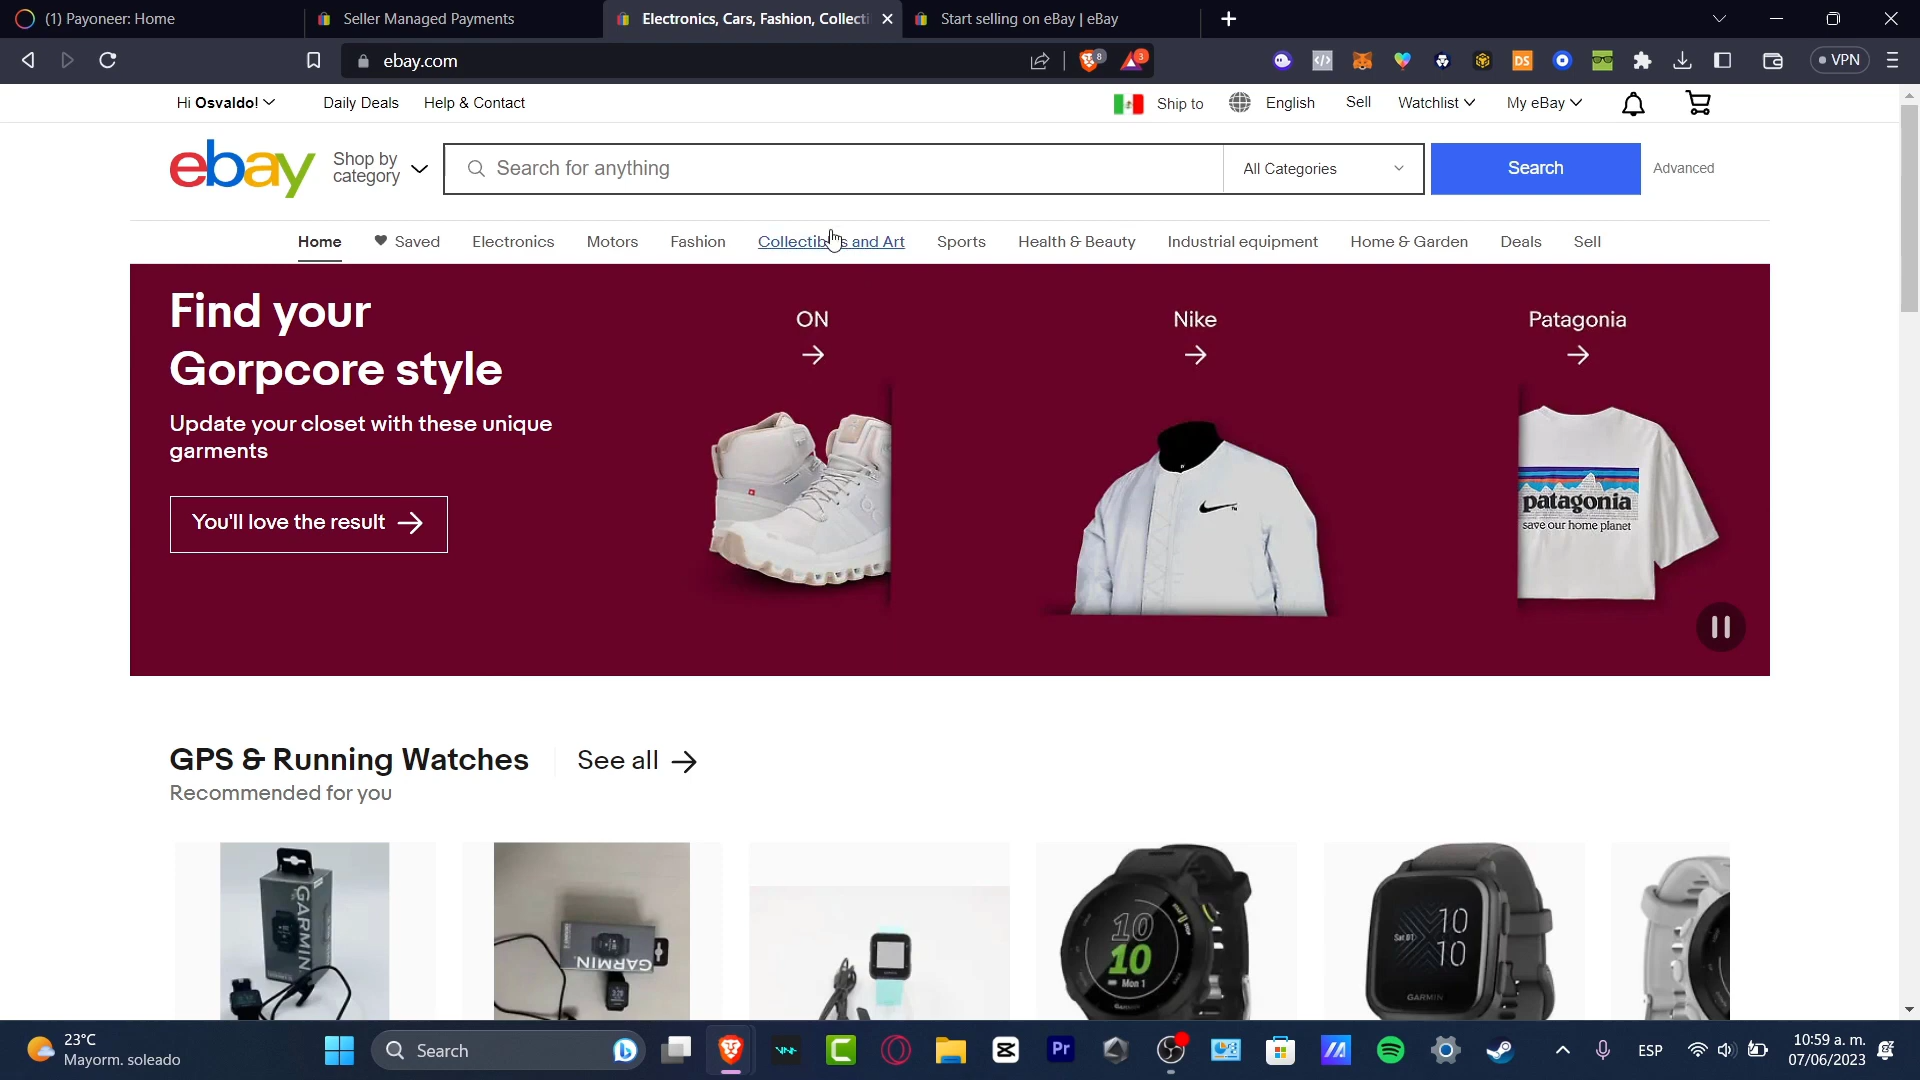 (1) Payoneer: Home
Seller Managed Payments
Electronics, Cars, Fashion, Collecti
Start selling on eBay | eBay
ebay.com
8
3
DS
VPN
Hi Osvaldo!
Daily Deals
Help & Contact
Ship to
English
Sell
Watchlist
My eBay
ebay
Shop by
category
Search for anything
All Categories
Search
Advanced
Home
Saved
Electronics
Motors
Fashion
Collectibles and Art
Sports
Health & Beauty
Industrial equipment
Home & Garden
Deals
Sell
Find your
Gorpcore style
Update your closet with these unique
garments
You'll love the result
ON
Nike
Patagonia
patagonia
save our home planet
GPS & Running Watches
See all
Recommended for you
GARMIN
GARMIN
10
10
Mon 1
GARMIN
10
10
GARMIN
23°C
Mayorm. soleado
Search
Pr
ESP
10:59 a. m.
07/06/2023